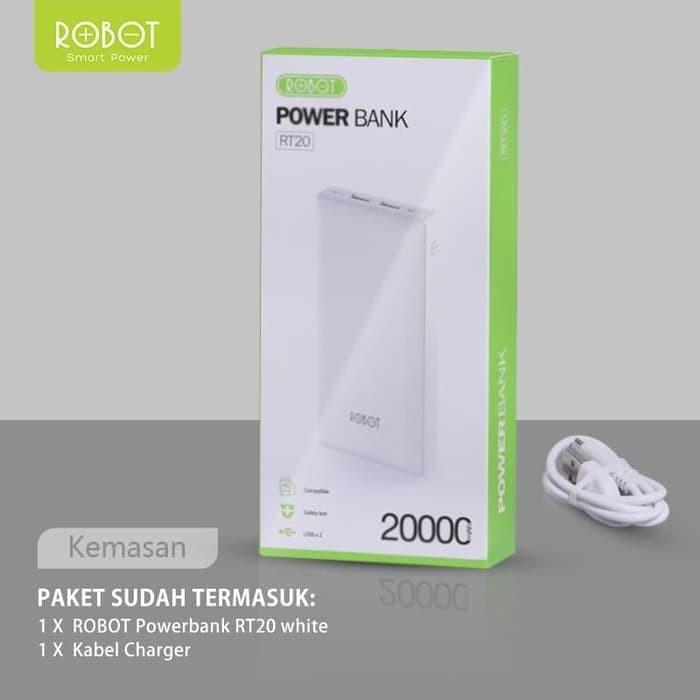 ROBOT
Smart Power
ROBOT
POWER BANK
RT20
RT20
ROBOT
POWER BANK
Compatible
Safety test
USB x 2
20000
Kemasan
PAKET SUDAH TERMASUK:
1 X ROBOT Powerbank RT20 white
1 X Kabel Charger